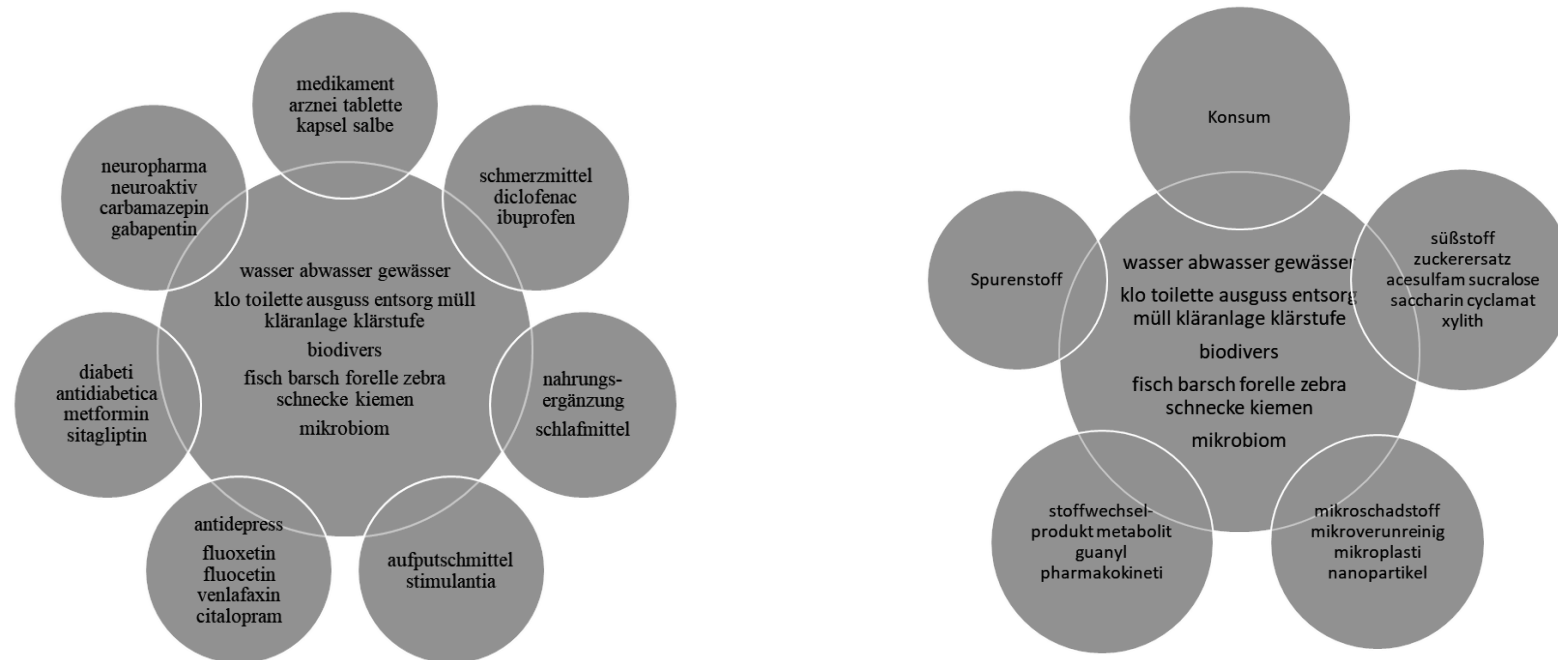 medikament
arznei tablette
kapsel salbe
neuropharma
neuroaktiv
carbamazepin
gabapentin
schmerzmittel
diclofenac
ibuprofen
wasser abwasser gewässer
klo toilette ausguss entsorg müll
kläranlage klärstufe
biodivers
fisch barsch forelle zebra
schnecke kiemen
mikrobiom
diabeti
antidiabetica
metformin
sitagliptin
nahrungs-
ergänzung
schlafmittel
antidepress
fluoxetin
fluocetin
venlafaxin
citalopram
aufputschmittel
stimulantia
Konsum
Spurenstoff
süßstoff
zuckerersatz
acesulfam sucralose
saccharin cyclamat
xylith
wasser abwasser gewässer
klo toilette ausguss entsorg
müll kläranlage klärstufe
biodivers
fisch barsch forelle zebra
schnecke kiemen
mikrobiom
stoffwechsel-
produkt metabolit
guanyl
pharmakokineti
mikroschadstoff
mikroverunreinig
mikroplasti
nanopartikel